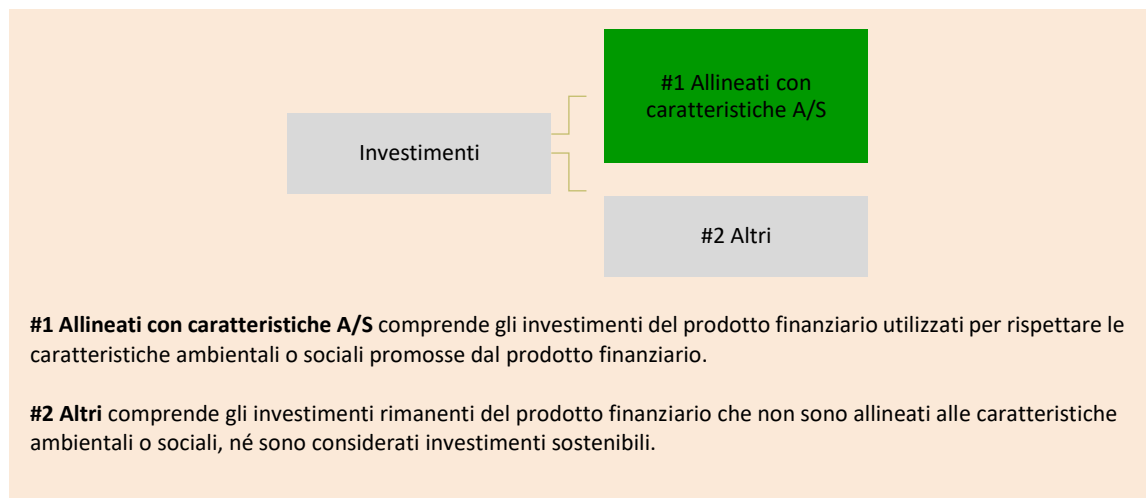 #1 Allineati con
caratteristiche A/S
Investimenti
#2 Altri
#1 Allineati con caratteristiche A/S comprende gli investimenti del prodotto finanziario utilizzati per rispettare le
caratteristiche ambientali o sociali promosse dal prodotto finanziario.
#2 Altri comprende gli investimenti rimanenti del prodotto finanziario che non sono allineati alle caratteristiche
ambientali o sociali, né sono considerati investimenti sostenibili.